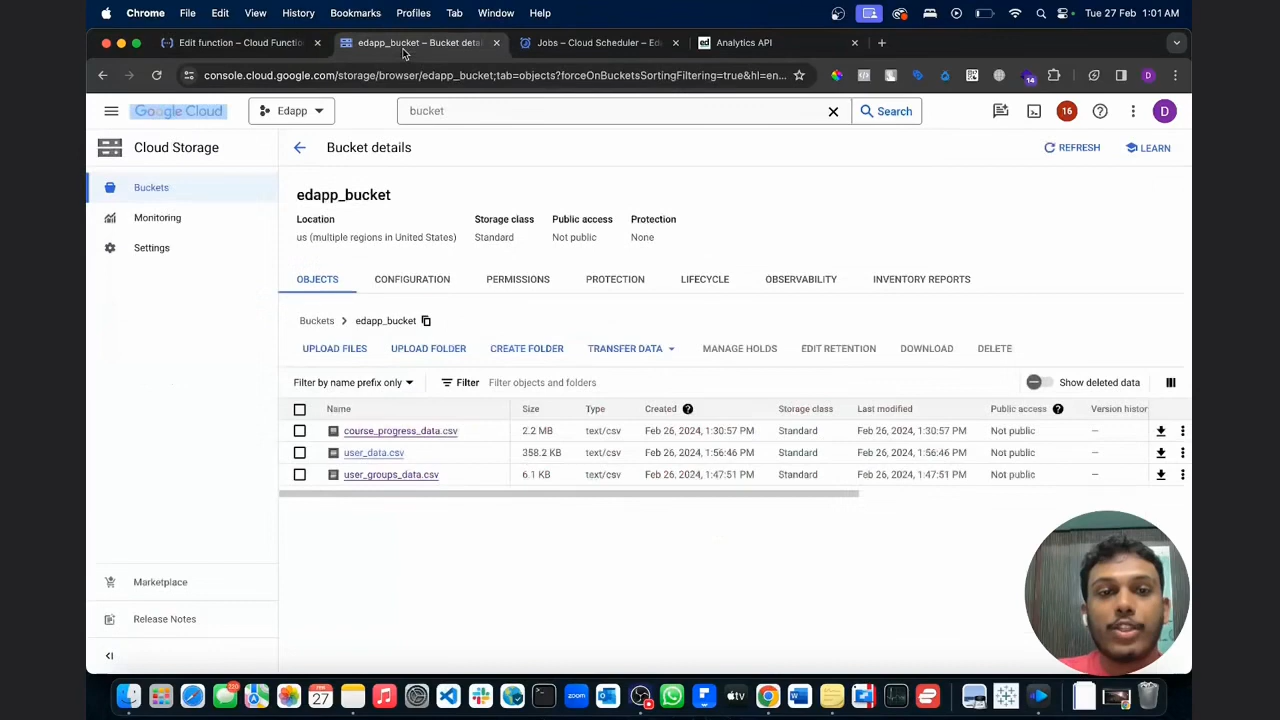 Chrome File Edit View History Bookmarks Profiles Tab Window Help Tue 27 Feb 1:01 AM
Edit function – Cloud Functio edapp_bucket – Bucket deta Jobs – Cloud Scheduler – Ed ed Analytics API
console.cloud.google.com/storage/browser/edapp_bucket;tab=objects?forceOnBucketsSortingFiltering=true&hl=en... 14 D
Google Cloud Edapp bucket Search 16 D
Cloud Storage Bucket details REFRESH LEARN
Buckets
Monitoring
Settings
edapp_bucket
Location Storage class Public access Protection
us (multiple regions in United States) Standard Not public None
OBJECTS CONFIGURATION PERMISSIONS PROTECTION LIFECYCLE OBSERVABILITY INVENTORY REPORTS
Buckets > edapp_bucket
UPLOAD FILES UPLOAD FOLDER CREATE FOLDER TRANSFER DATA MANAGE HOLDS EDIT RETENTION DOWNLOAD DELETE
Filter by name prefix only Filter Filter objects and folders Show deleted data
Name Size Type Created Storage class Last modified Public access Version histor
course_progress_data.csv 2.2 MB text/csv Feb 26, 2024, 1:30:57 PM Standard Feb 26, 2024, 1:30:57 PM Not public —
user_data.csv 358.2 KB text/csv Feb 26, 2024, 1:56:46 PM Standard Feb 26, 2024, 1:56:46 PM Not public —
user_groups_data.csv 6.1 KB text/csv Feb 26, 2024, 1:47:51 PM Standard Feb 26, 2024, 1:47:51 PM Not public —
Marketplace
Release Notes
27 zoom tv